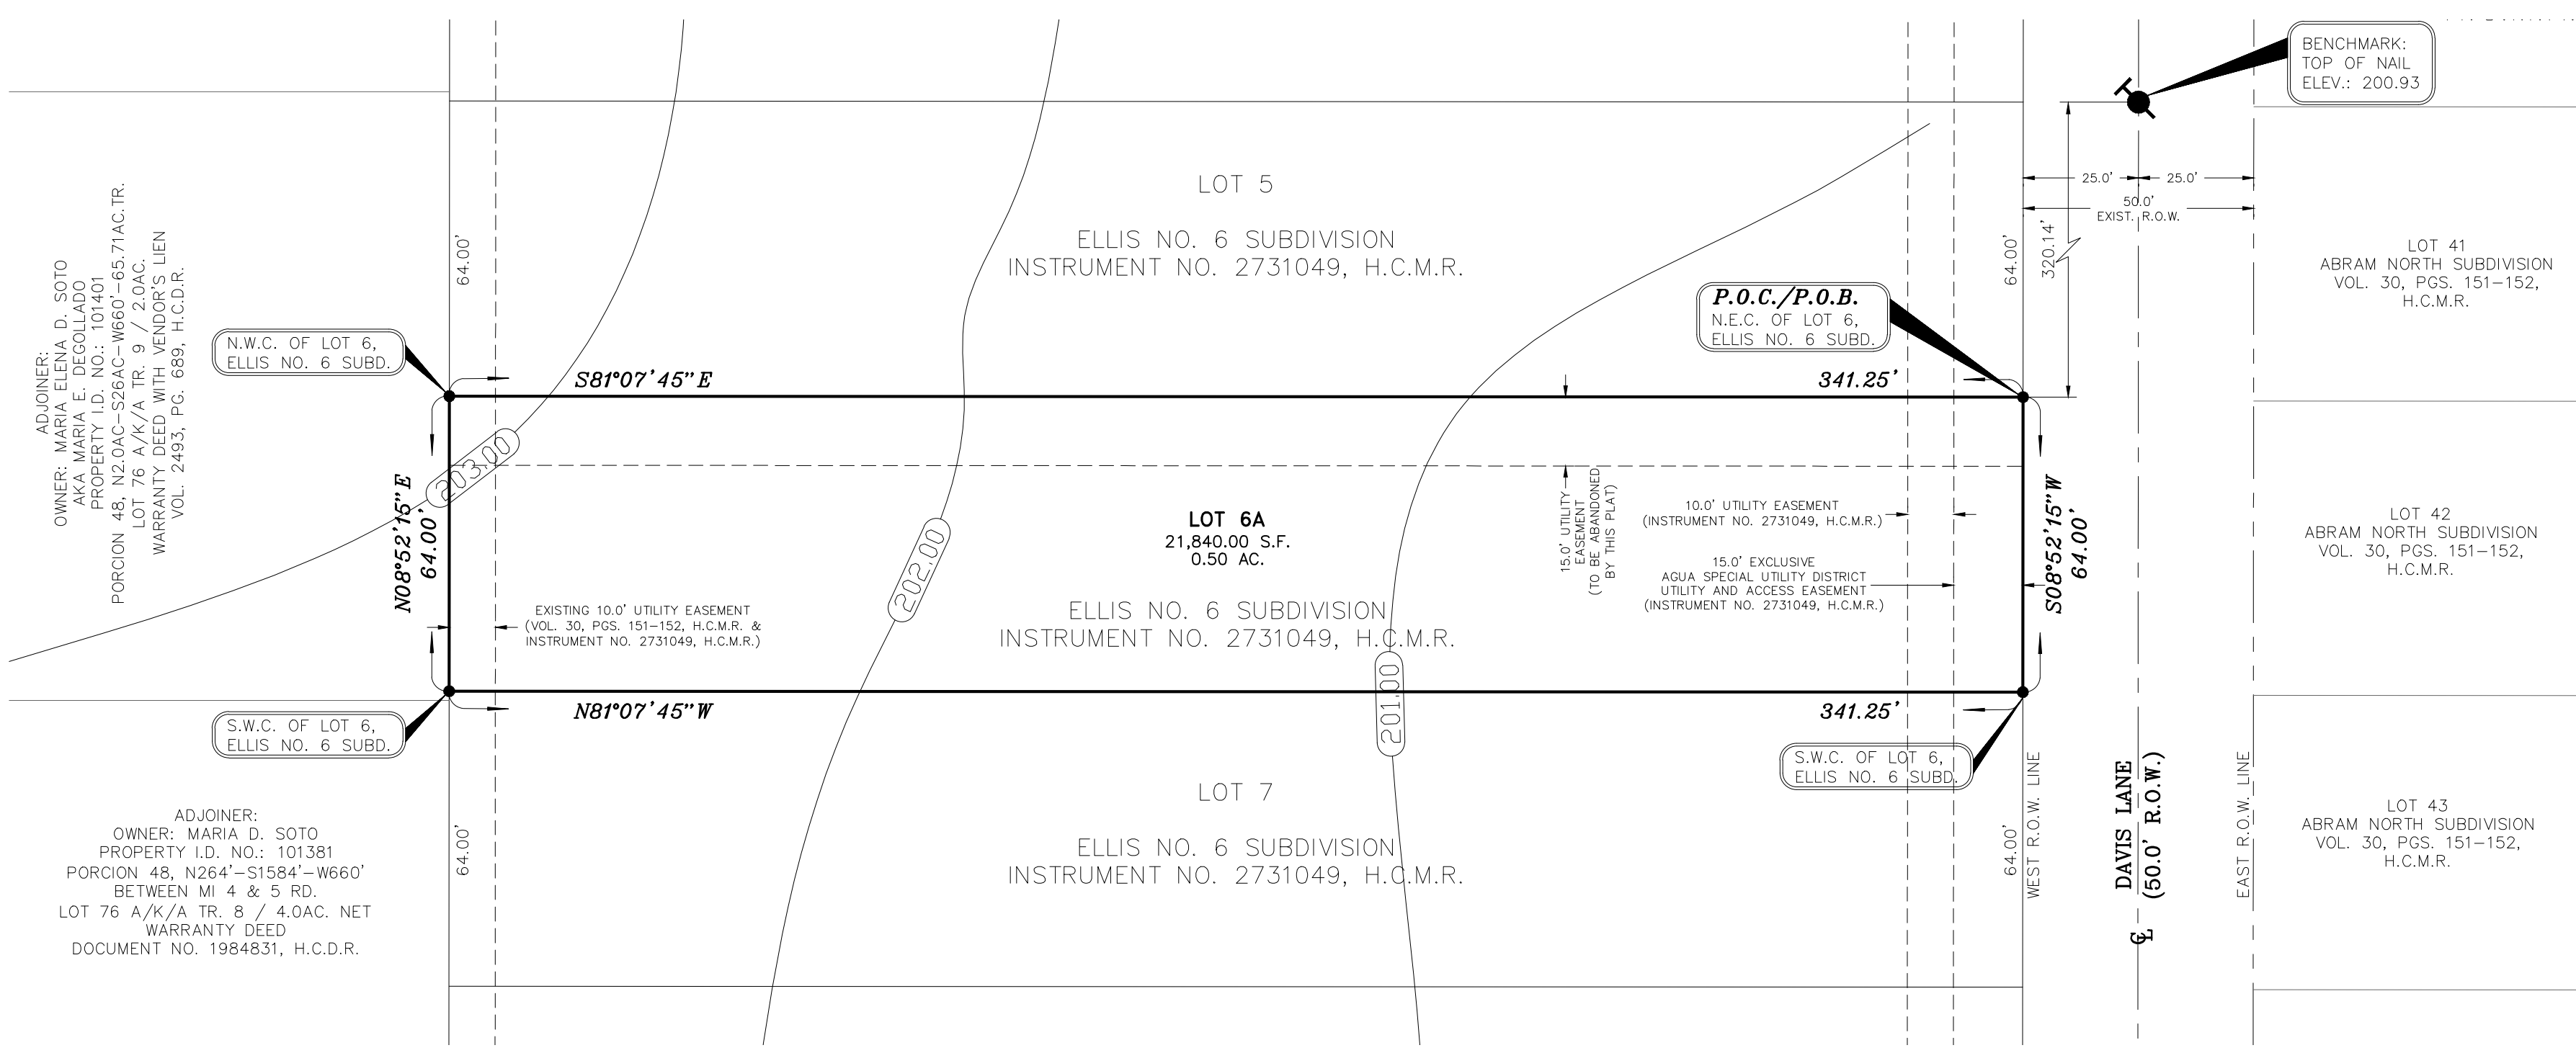 BENCHMARK:
TOP OF NAIL
ELEV.: 200.93
25.0'
25.0'
50.0'
EXIST. R.O.W.
320.14'
64.00'
64.00'
LOT 5
ELLIS NO. 6 SUBDIVISION
INSTRUMENT NO. 2731049, H.C.M.R.
LOT 41
ABRAM NORTH SUBDIVISION
VOL. 30, PGS. 151-152,
H.C.M.R.
ADJOINER:
OWNER: MARIA ELENA D. SOTO
AKA MARIA E. DEGOLLADO
PROPERTY I.D. NO.: 101401
PORCION 48, N2.0AC-S26AC-W660'-65.71AC.TR.
LOT 76 A/K/A TR. 9 / 2.0AC.
WARRANTY DEED WITH VENDOR'S LIEN
VOL. 2493, PG. 689, H.C.D.R.
N.W.C. OF LOT 6,
ELLIS NO. 6 SUBD.
P.O.C./P.O.B.
N.E.C. OF LOT 6,
ELLIS NO. 6 SUBD.
S81°07'45"E
341.25'
203.00
202.00
201.00
N08°52'15"E
64.00'
LOT 6A
21,840.00 S.F.
0.50 AC.
ELLIS NO. 6 SUBDIVISION
INSTRUMENT NO. 2731049, H.C.M.R.
EXISTING 10.0' UTILITY EASEMENT
(VOL. 30, PGS. 151-152, H.C.M.R. &
INSTRUMENT NO. 2731049, H.C.M.R.)
15.0' UTILITY
EASEMENT
(TO BE ABANDONED
BY THIS PLAT)
10.0' UTILITY EASEMENT
(INSTRUMENT NO. 2731049, H.C.M.R.)
15.0' EXCLUSIVE
AGUA SPECIAL UTILITY DISTRICT
UTILITY AND ACCESS EASEMENT
(INSTRUMENT NO. 2731049, H.C.M.R.)
S08°52'15"W
64.00'
LOT 42
ABRAM NORTH SUBDIVISION
VOL. 30, PGS. 151-152,
H.C.M.R.
S.W.C. OF LOT 6,
ELLIS NO. 6 SUBD.
N81°07'45"W
341.25'
S.W.C. OF LOT 6,
ELLIS NO. 6 SUBD.
ADJOINER:
OWNER: MARIA D. SOTO
PROPERTY I.D. NO.: 101381
PORCION 48, N264'-S1584'-W660'
BETWEEN MI 4 & 5 RD.
LOT 76 A/K/A TR. 8 / 4.0AC. NET
WARRANTY DEED
DOCUMENT NO. 1984831, H.C.D.R.
64.00'
LOT 7
ELLIS NO. 6 SUBDIVISION
INSTRUMENT NO. 2731049, H.C.M.R.
64.00'
WEST R.O.W. LINE
DAVIS LANE
(50.0' R.O.W.)
℄
EAST R.O.W. LINE
LOT 43
ABRAM NORTH SUBDIVISION
VOL. 30, PGS. 151-152,
H.C.M.R.